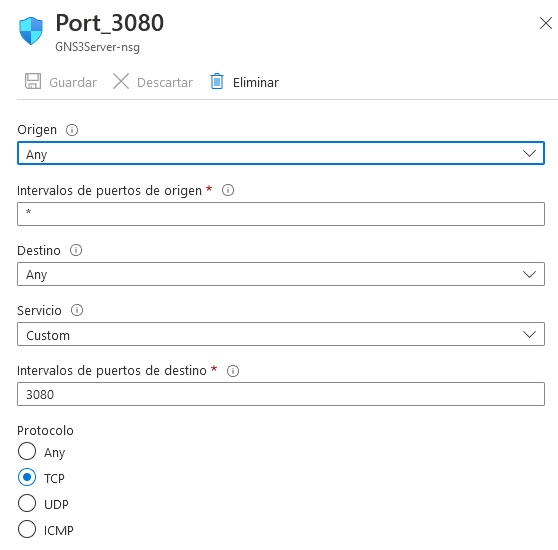 Port_3080
GNS3Server-nsg
Guardar Descartar Eliminar
Origen
Any
Intervalos de puertos de origen *
*
Destino
Any
Servicio
Custom
Intervalos de puertos de destino *
3080
Protocolo
Any
TCP
UDP
ICMP